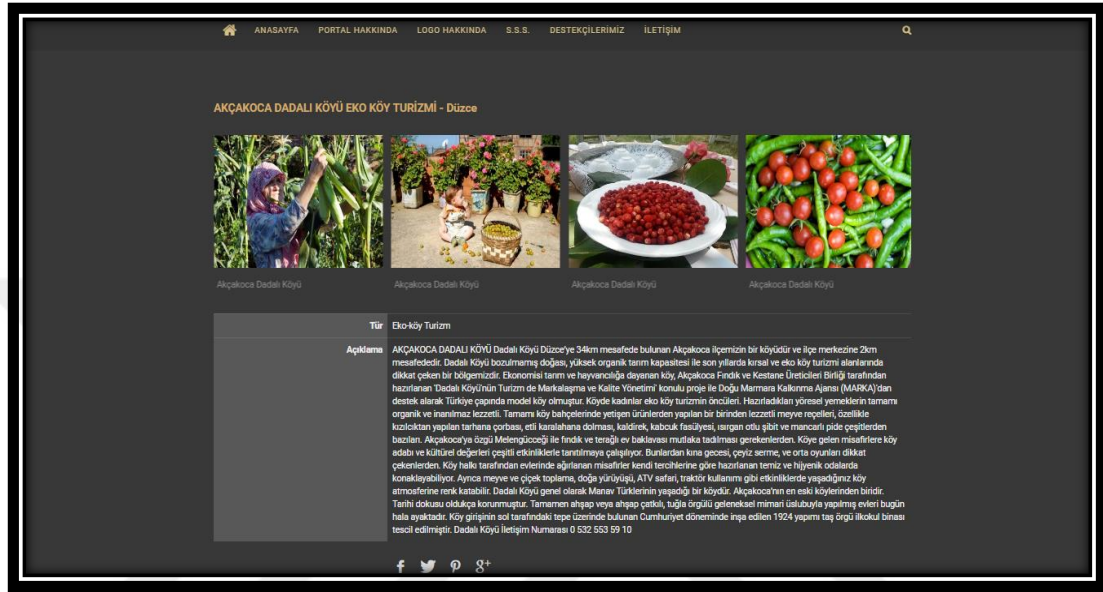 ANASAYFA PORTAL HAKKINDA LOGO HAKKINDA S.S.S. DESTEKÇİLERİMİZ İLETİŞİM
AKÇAKOCA DADALI KÖYÜ EKO KÖY TURİZMİ - Düzce
Akçakoca Dadalı Köyü Akçakoca Dadalı Köyü Akçakoca Dadalı Köyü Akçakoca Dadalı Köyü
Tür Eko-köy Turizm
Açıklama AKÇAKOCA DADALI KÖYÜ Dadalı Köyü Düzce'ye 34km mesafede bulunan Akçakoca ilçemizin bir köyüdür ve ilçe merkezine 2km
mesafededir. Dadalı Köyü bozulmamış doğası, yüksek organik tarım kapasitesi ile son yıllarda kırsal ve eko köy turizmi alanlarında
dikkat çeken bir bölgemizdir. Ekonomisi tarım ve hayvancılığa dayanan köy, Akçakoca Fındık ve Kestane Üreticileri Birliği tarafından
hazırlanan 'Dadalı Köyü'nün Turizm de Markalaşma ve Kalite Yönetimi' konulu proje ile Doğu Marmara Kalkınma Ajansı (MARKA)'dan
destek alarak Türkiye çapında model köy olmuştur. Köyde kadınlar eko köy turizmin öncüleri. Hazırladıkları yöresel yemeklerin tamamı
organik ve inanılmaz lezzetli. Tamamı köy bahçelerinde yetişen ürünlerden yapılan bir birinden lezzetli meyve reçelleri, özellikle
kızılcıktan yapılan tarhana çorbası, etli karalahana dolması, kaldirek, kabcuk fasülyesi, ısırgan otlu şibit ve mancarlı pide çeşitlerden
bazıları. Akçakoca'ya özgü Melengücceği ile fındık ve terağlı ev baklavası mutlaka tadılması gerekenlerden. Köye gelen misafirlere köy
adabı ve kültürel değerleri çeşitli etkinliklerle tanıtılmaya çalışılıyor. Bunlardan kına gecesi, çeyiz serme, ve orta oyunları dikkat
çekenlerden. Köy halkı tarafından evlerinde ağırlanan misafirler kendi tercihlerine göre hazırlanan temiz ve hijyenik odalarda
konaklayabiliyor. Ayrıca meyve ve çiçek toplama, doğa yürüyüşü, ATV safari, traktör kullanımı gibi etkinliklerde yaşadığınız köy
atmosferine renk katabilir. Dadalı Köyü genel olarak Manav Türklerinin yaşadığı bir köydür. Akçakoca'nın en eski köylerinden biridir.
Tarihi dokusu oldukça korunmuştur. Tamamen ahşap veya ahşap çatkılı, tuğla örgülü geleneksel mimari üslubuyla yapılmış evleri bugün
hala ayaktadır. Köy girişinin sol tarafındaki tepe üzerinde bulunan Cumhuriyet döneminde inşa edilen 1924 yapımı taş örgü ilkokul binası
tescil edilmiştir. Dadalı Köyü İletişim Numarası 0 532 553 59 10